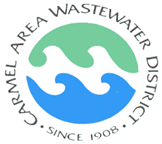 CARMEL AREA WASTEWATER DISTRICT
• SINCE 1908 •